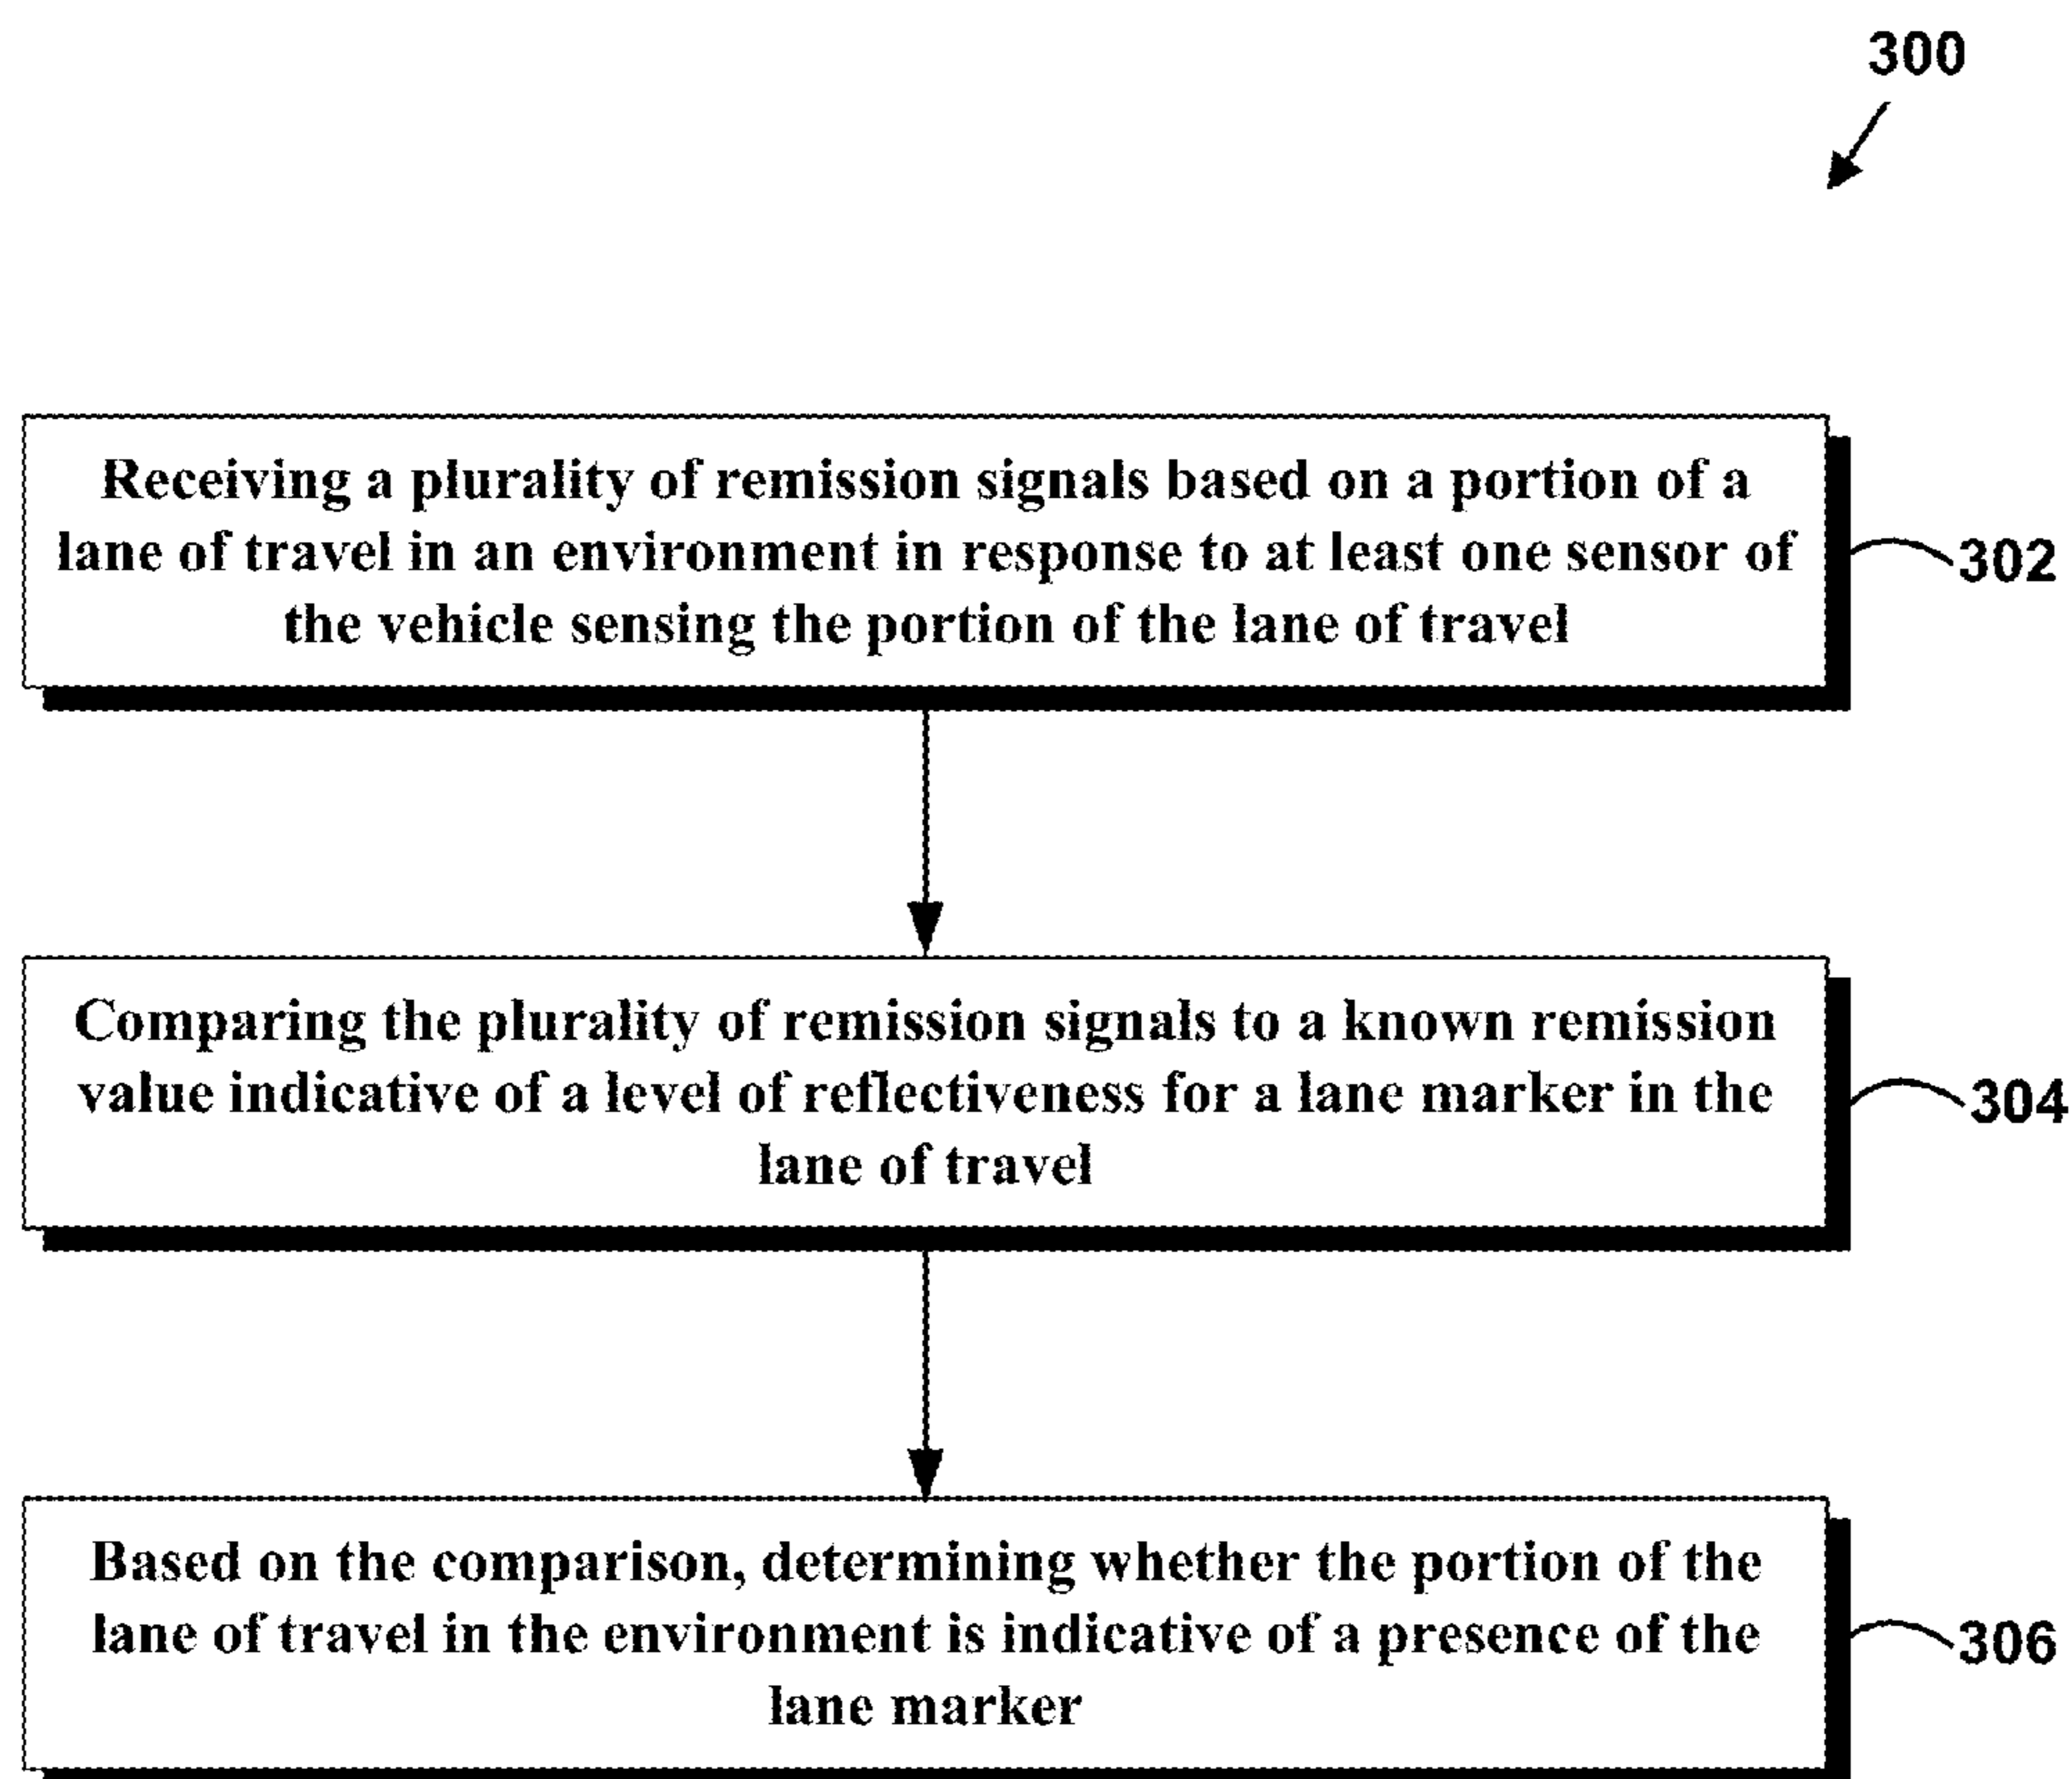 300
Receiving a plurality of remission signals based on a portion of a
lane of travel in an environment in response to at least one sensor of
the vehicle sensing the portion of the lane of travel
302
Comparing the plurality of remission signals to a known remission
value indicative of a level of reflectiveness for a lane marker in the
lane of travel
304
Based on the comparison, determining whether the portion of the
lane of travel in the environment is indicative of a presence of the
lane marker
306